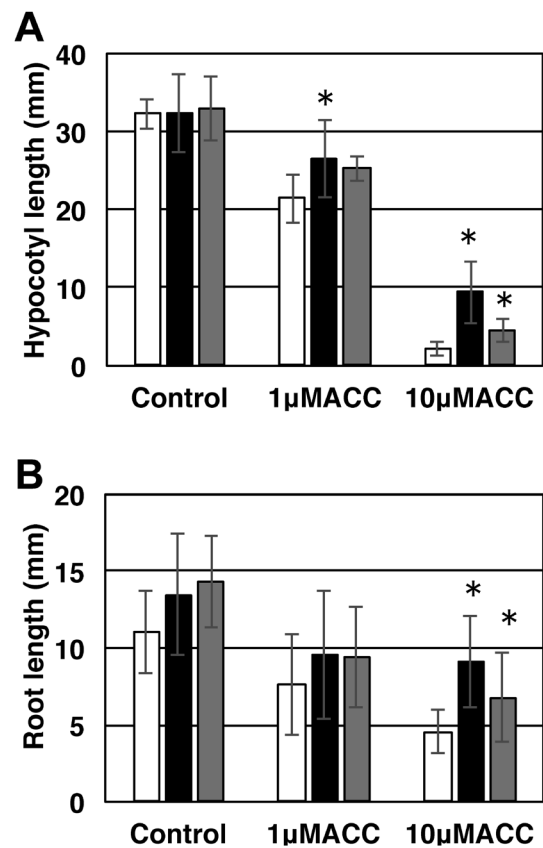 A
Hypocotyl length (mm)
40
30
20
10
0
*
*
*
Control 1μMACC 10μMACC
B
Root length (mm)
20
15
10
5
0
*
*
Control 1μMACC 10μMACC